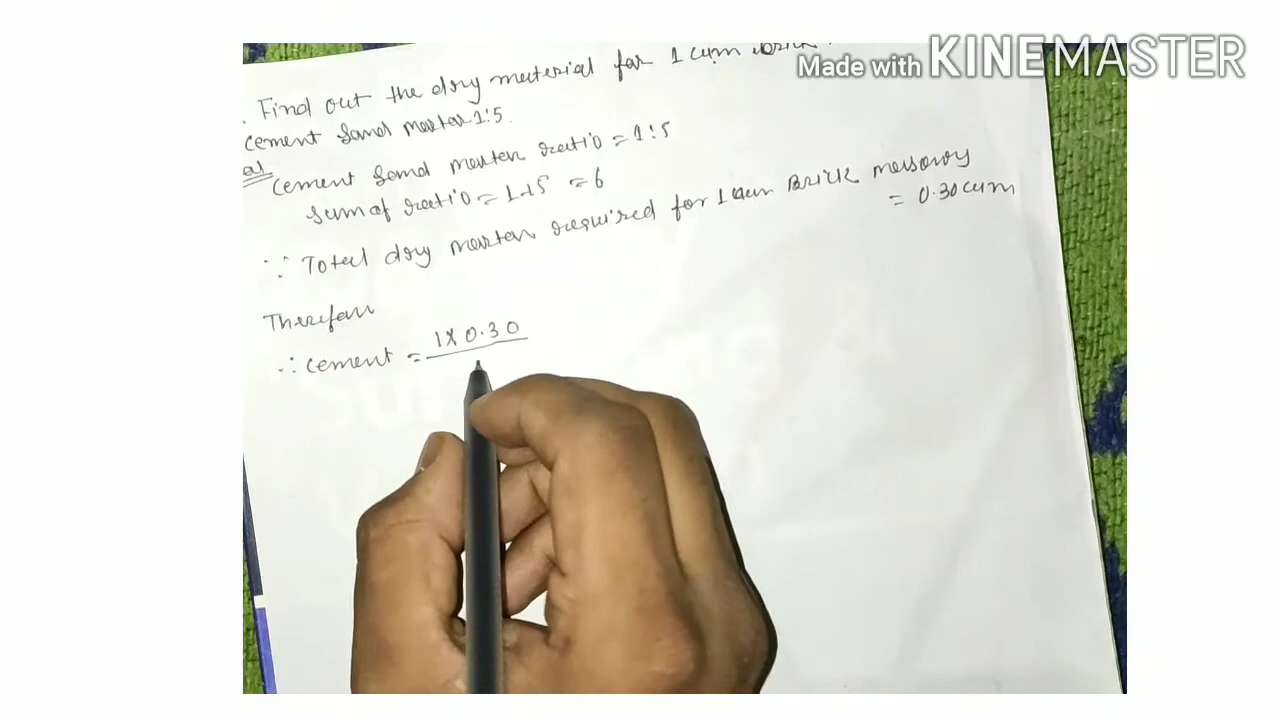 Made with KINEMASTER
Find out the dry material for 1 cum brick
cement sand mortar 1:5.
Cement sand mortar ratio = 1:5
sum of ratio = 1+5 = 6
∵ Total dry mortar required for 1 cum Brick masonry
= 0.30 cum
Therefore
∴ cement = 1 x 0.30